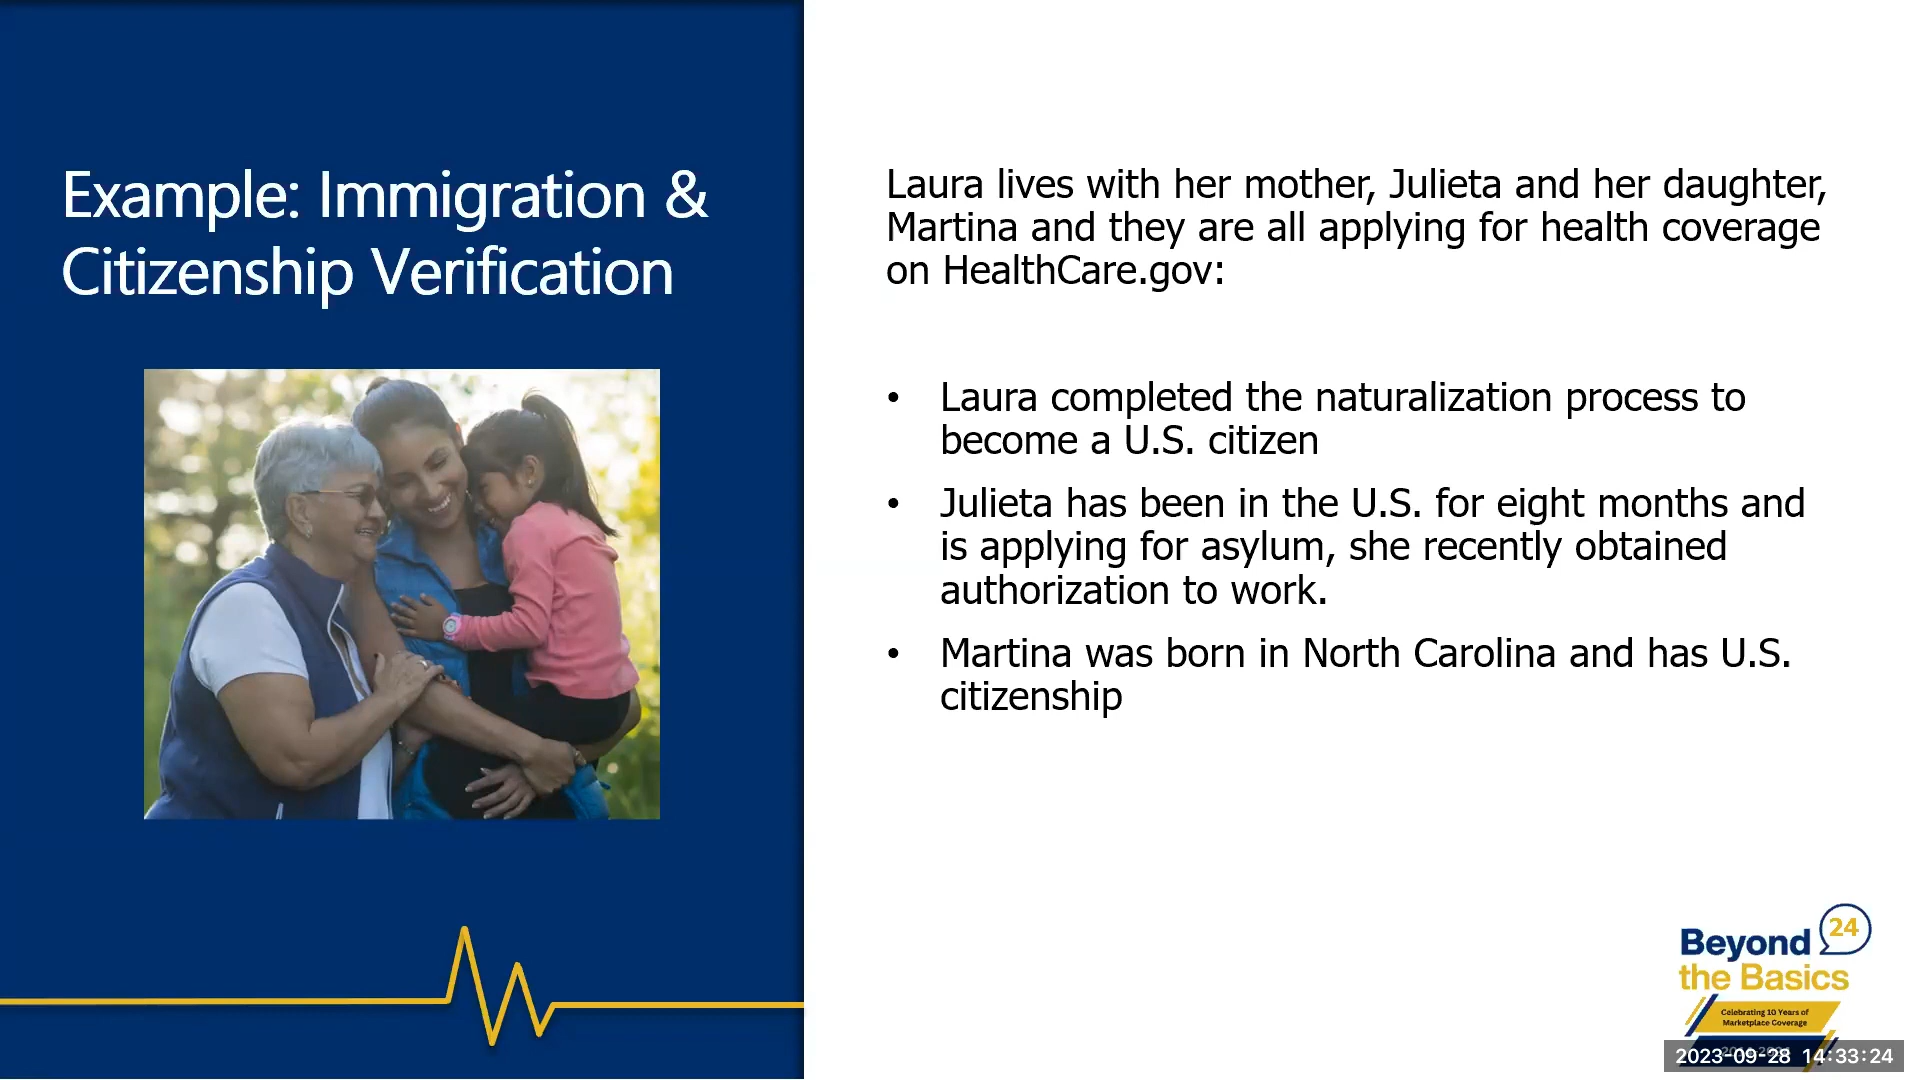 Example: Immigration &
Citizenship Verification
Laura lives with her mother, Julieta and her daughter,
Martina and they are all applying for health coverage
on HealthCare.gov:
• Laura completed the naturalization process to
become a U.S. citizen
• Julieta has been in the U.S. for eight months and
is applying for asylum, she recently obtained
authorization to work.
• Martina was born in North Carolina and has U.S.
citizenship
24
Beyond
the Basics
Celebrating 10 Years of
Marketplace Coverage
2023-09-28 14:33:24